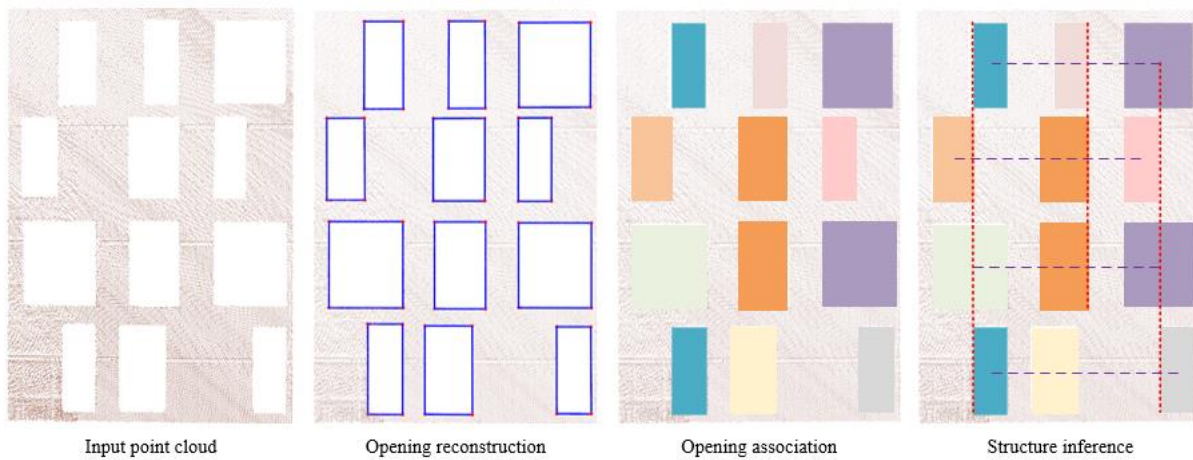 Input point cloud
Opening reconstruction
Opening association
Structure inference